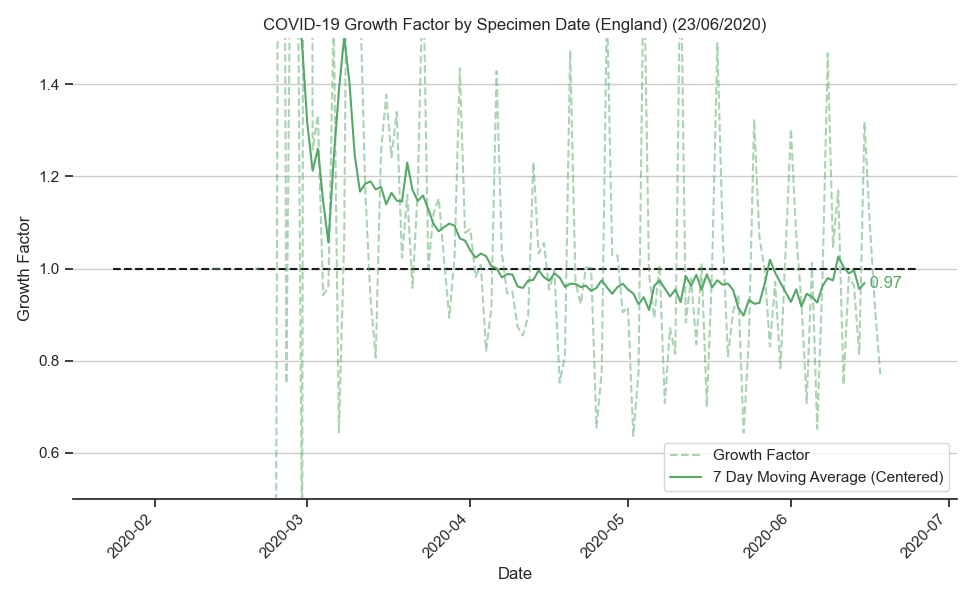 COVID-19 Growth Factor by Specimen Date (England) (23/06/2020)
1.4
1.2
1.0
0.8
0.6
Growth Factor
0.97
Growth Factor
7 Day Moving Average (Centered)
2020-02
2020-03
2020-04
2020-05
2020-06
2020-07
Date